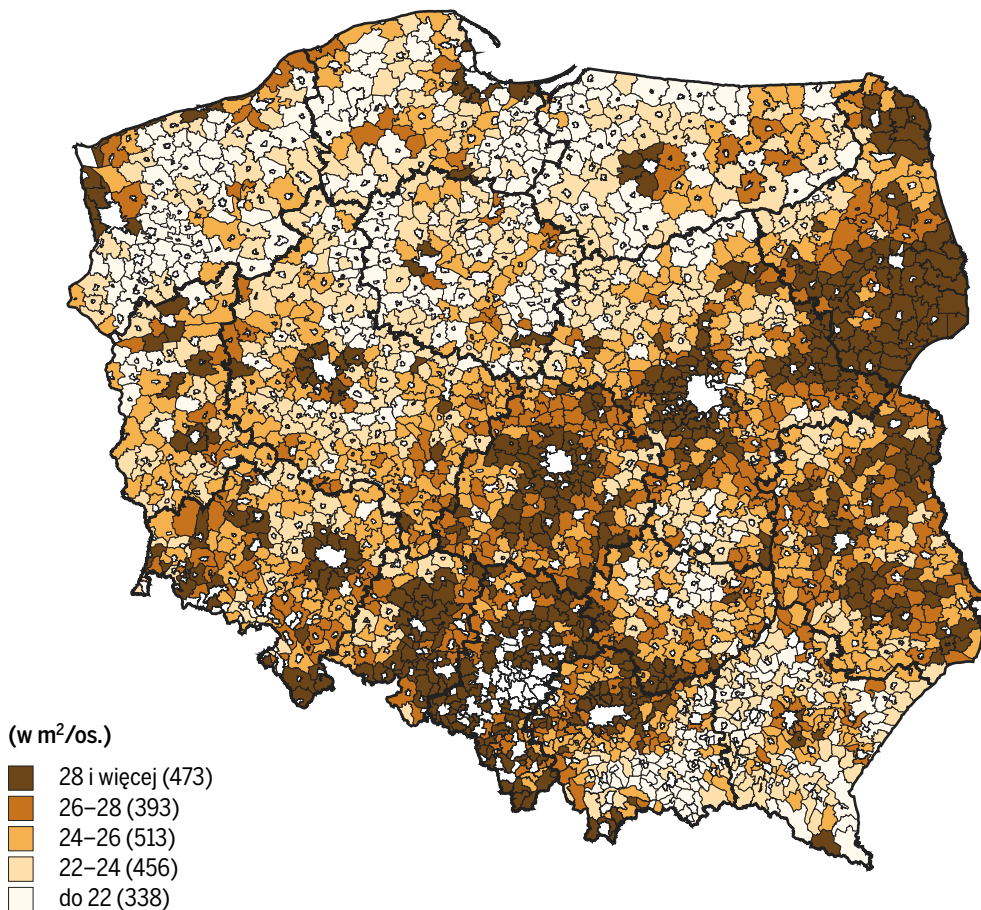 (w m²/os.)
28 i więcej (473)
26–28 (393)
24–26 (513)
22–24 (456)
do 22 (338)